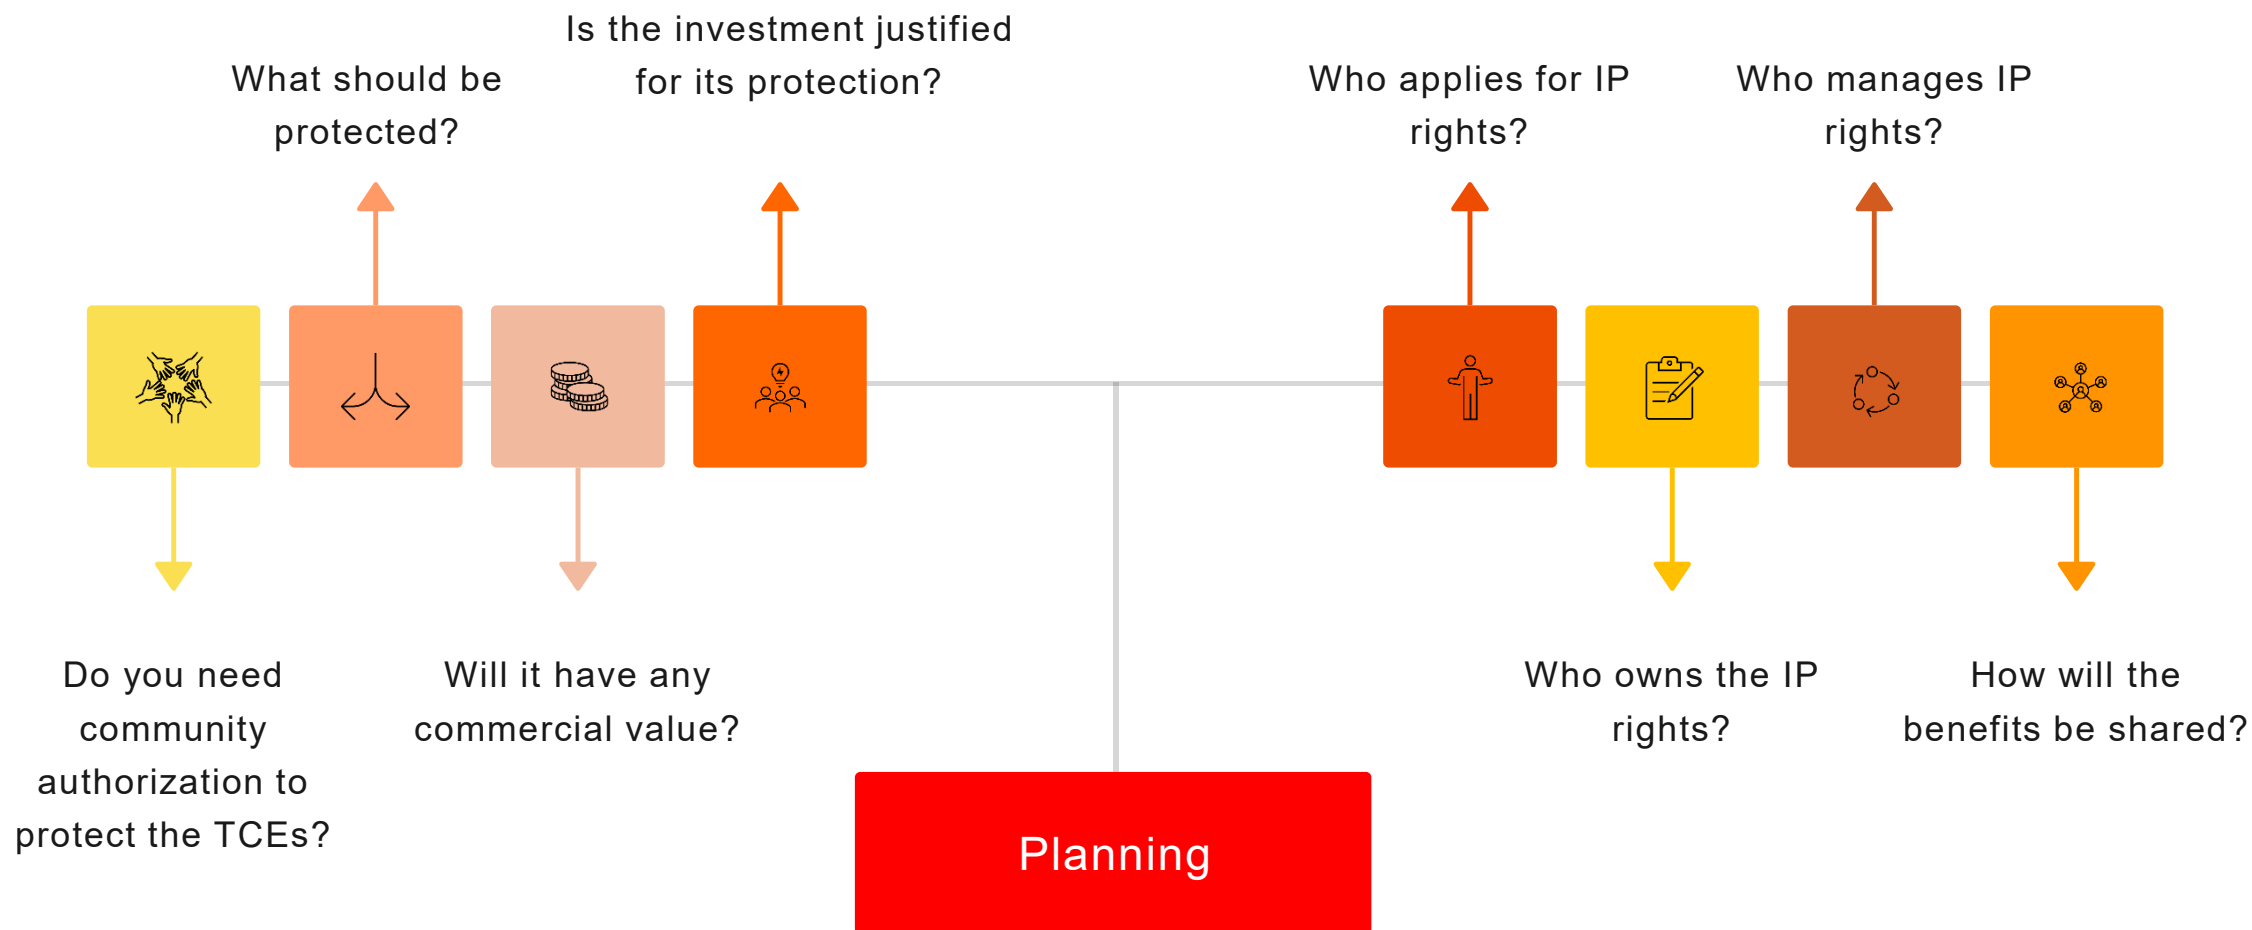 Is the investment justified
for its protection?
What should be
protected?
Who applies for IP
rights?
Who manages IP
rights?
Do you need
community
authorization to
protect the TCEs?
Will it have any
commercial value?
Who owns the IP
rights?
How will the
benefits be shared?
Planning